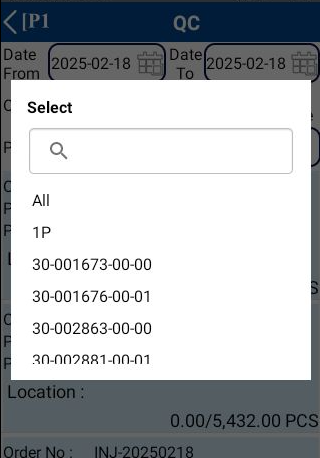 [P1
QC
Date From
2025-02-18
Date To
2025-02-18
Select
All
1P
30-001673-00-00
30-001676-00-01
30-002863-00-00
30-002881-00-01
Location :
0.00/5,432.00 PCS
Order No : INJ-20250218